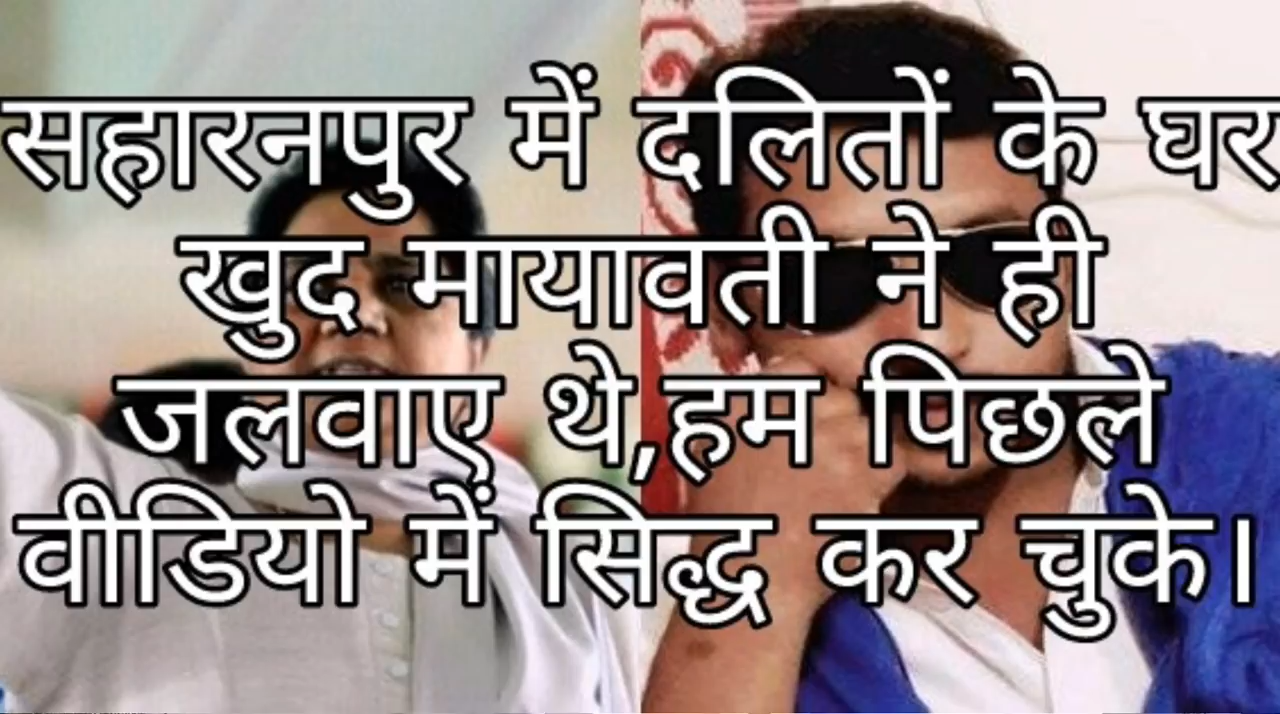 सहारनपुर में दलितों के घर
खुद मायावती ने ही
जलवाए थे,हम पिछले
वीडियो में सिद्ध कर चुके।